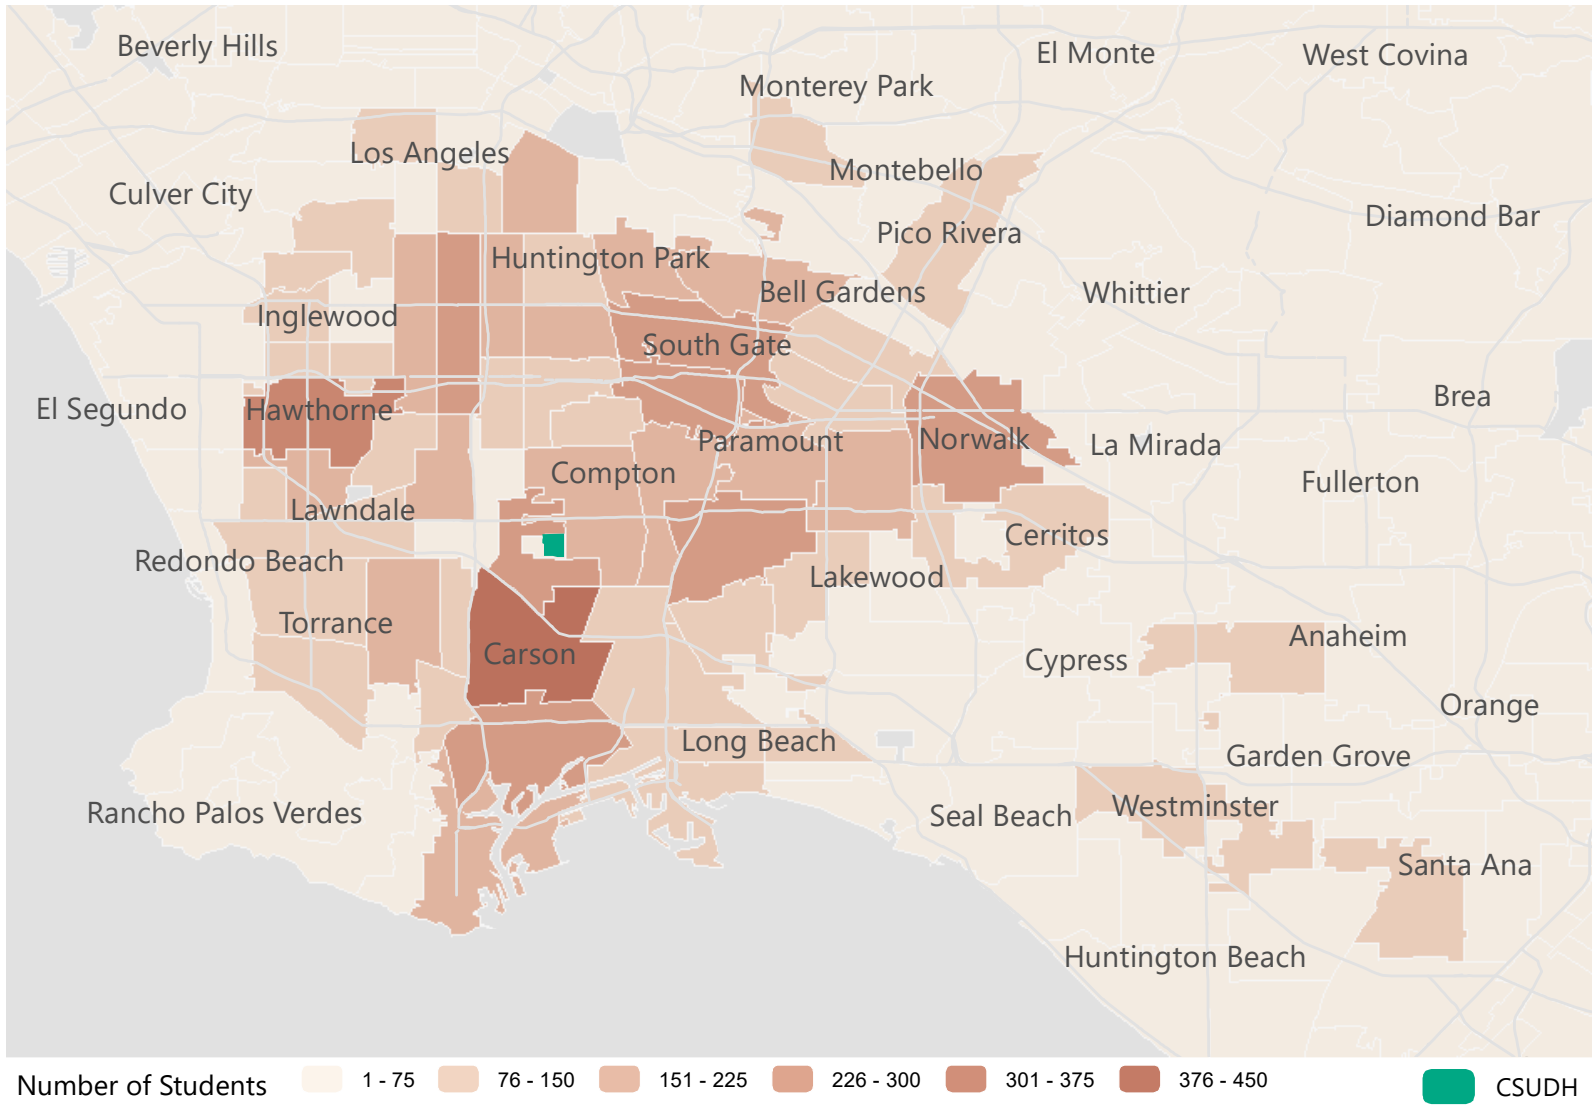 Beverly Hills
El Monte
West Covina
Monterey Park
Los Angeles
Montebello
Culver City
Diamond Bar
Pico Rivera
Huntington Park
Bell Gardens
Whittier
Inglewood
South Gate
El Segundo
Hawthorne
Brea
Paramount
Norwalk
La Mirada
Compton
Fullerton
Lawndale
Cerritos
Redondo Beach
Lakewood
Torrance
Anaheim
Carson
Cypress
Orange
Long Beach
Garden Grove
Rancho Palos Verdes
Seal Beach
Westminster
Santa Ana
Huntington Beach
Number of Students 1 - 75 76 - 150 151 - 225 226 - 300 301 - 375 376 - 450 CSUDH